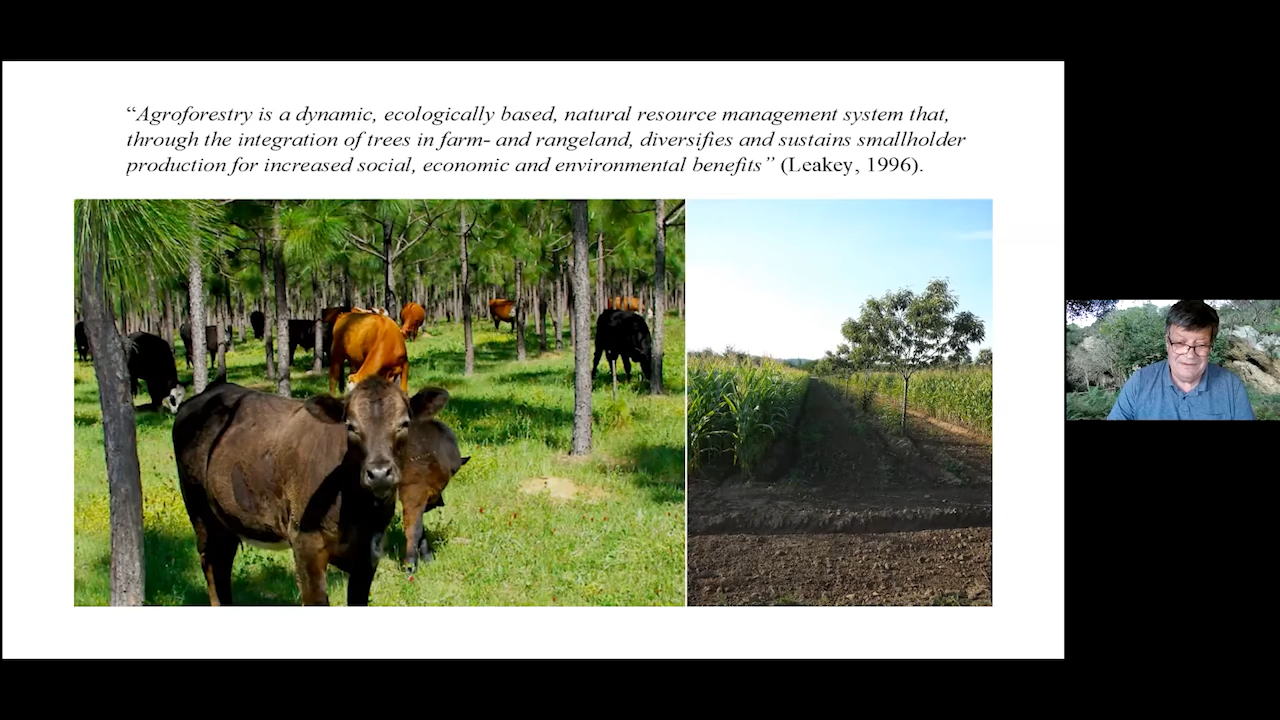 “Agroforestry is a dynamic, ecologically based, natural resource management system that,
through the integration of trees in farm- and rangeland, diversifies and sustains smallholder
production for increased social, economic and environmental benefits” (Leakey, 1996).